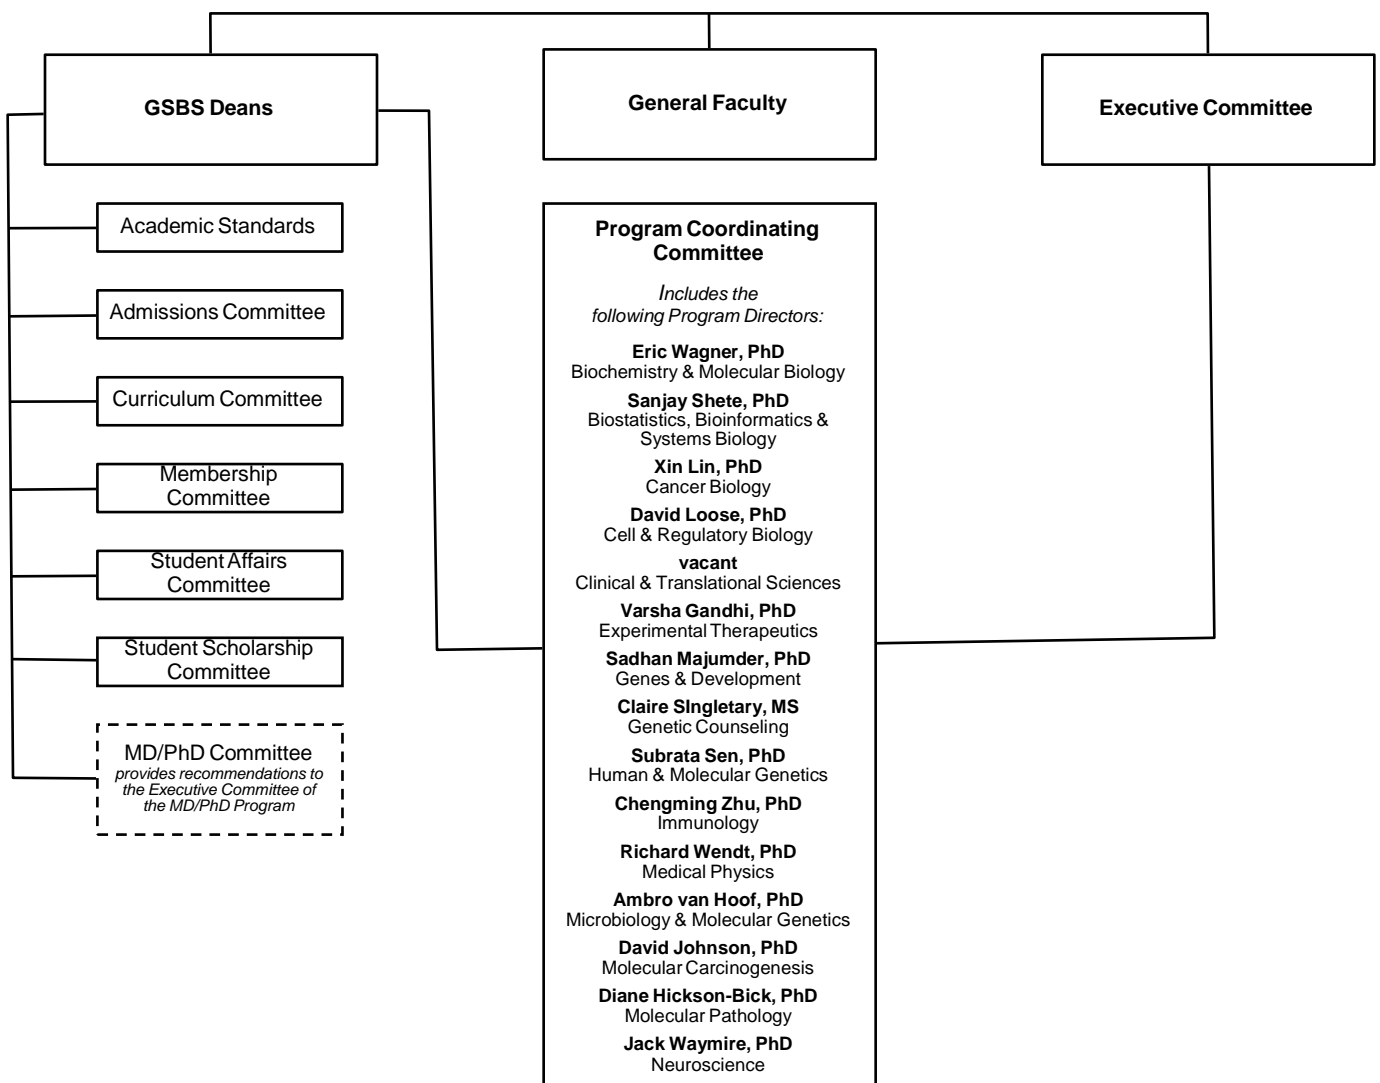 GSBS Deans
General Faculty
Executive Committee
Academic Standards
Admissions Committee
Curriculum Committee
Membership
Committee
Student Affairs
Committee
Student Scholarship
Committee
MD/PhD Committee
provides recommendations to
the Executive Committee of
the MD/PhD Program
Program Coordinating
Committee
Includes the
following Program Directors:
Eric Wagner, PhD
Biochemistry & Molecular Biology
Sanjay Shete, PhD
Biostatistics, Bioinformatics &
Systems Biology
Xin Lin, PhD
Cancer Biology
David Loose, PhD
Cell & Regulatory Biology
vacant
Clinical & Translational Sciences
Varsha Gandhi, PhD
Experimental Therapeutics
Sadhan Majumder, PhD
Genes & Development
Claire SIngletary, MS
Genetic Counseling
Subrata Sen, PhD
Human & Molecular Genetics
Chengming Zhu, PhD
Immunology
Richard Wendt, PhD
Medical Physics
Ambro van Hoof, PhD
Microbiology & Molecular Genetics
David Johnson, PhD
Molecular Carcinogenesis
Diane Hickson-Bick, PhD
Molecular Pathology
Jack Waymire, PhD
Neuroscience